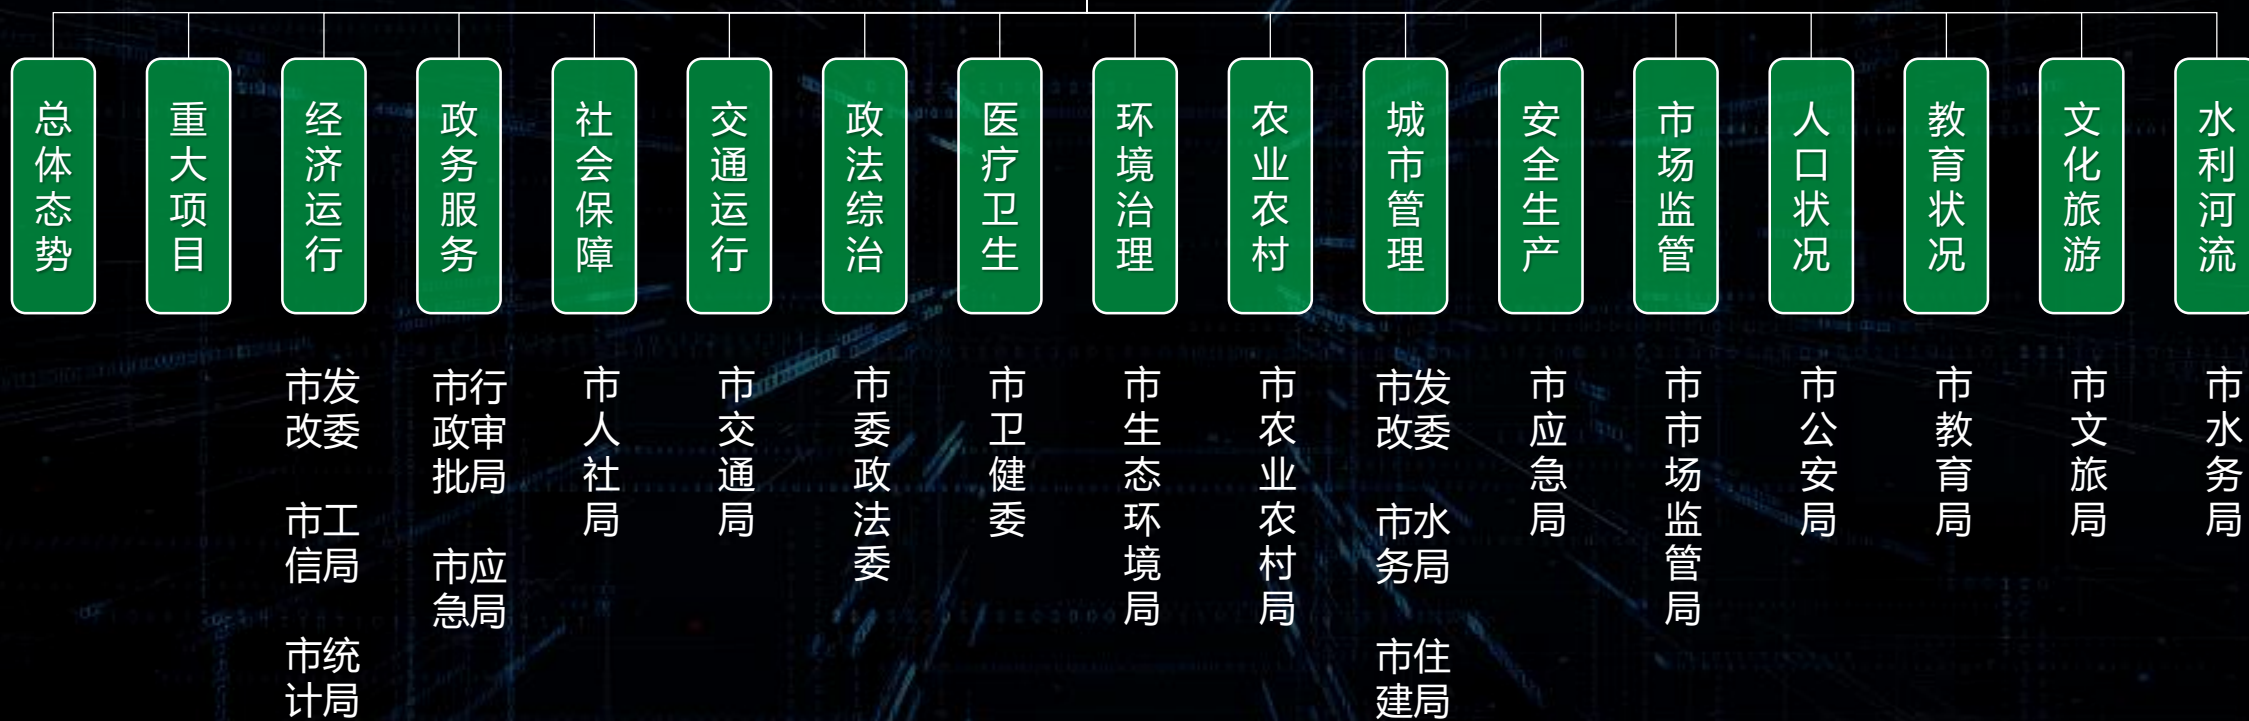 总体态势
重大项目
经济运行
政务服务
社会保障
交通运行
政法综治
医疗卫生
环境治理
农业农村
城市管理
安全生产
市场监管
人口状况
教育状况
文化旅游
水利河流
市发
改委
市工
信局
市统
计局
市行
政审
批局
市应
急局
市人社局
市交通局
市委政法委
市卫健委
市生态环境局
市农业农村局
市发
改委
市水
务局
市住
建局
市应急局
市市场监管局
市公安局
市教育局
市文旅局
市水务局